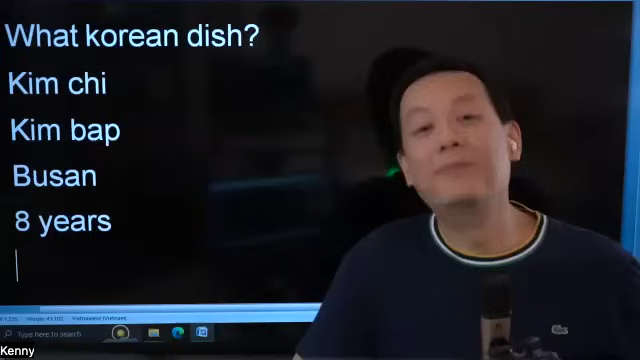 What korean dish?
Kim chi
Kim bap
Busan
8 years
Type here to search
Kenny